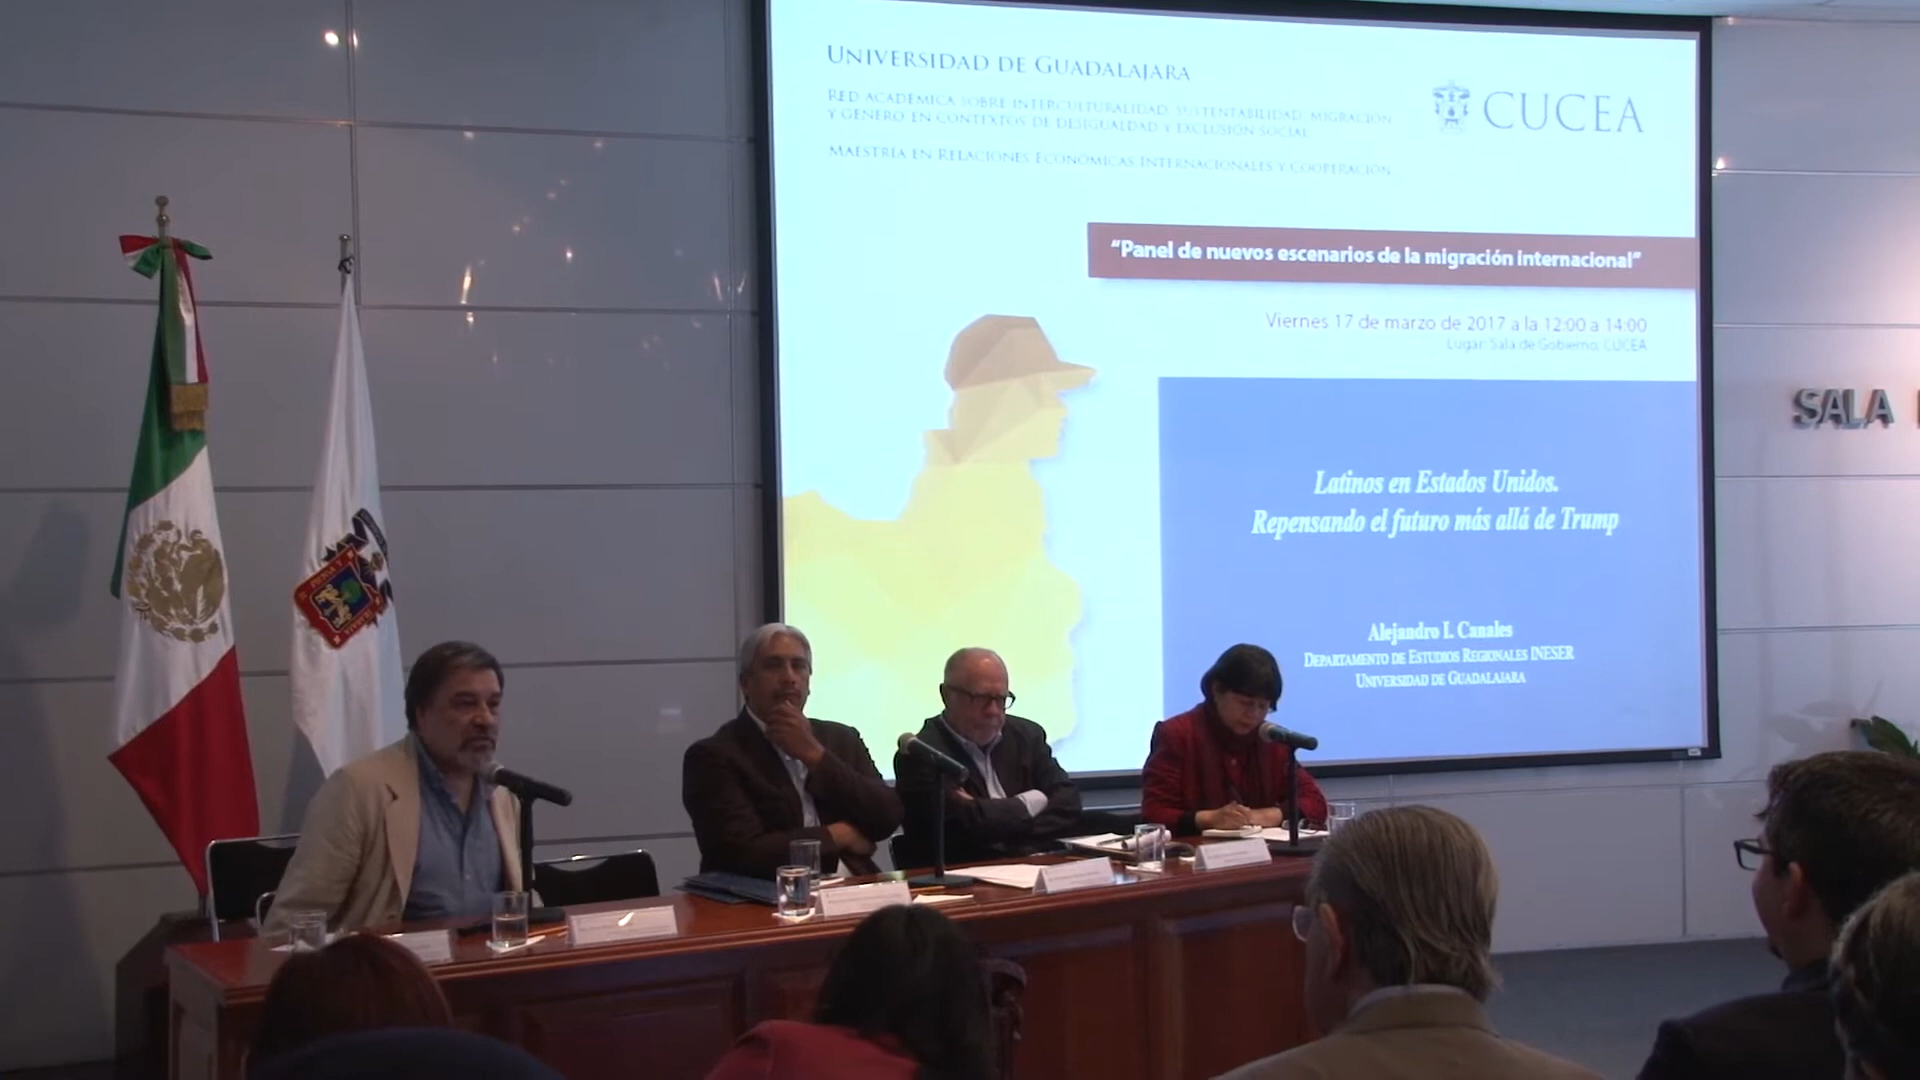 UNIVERSIDAD DE GUADALAJARA
RED ACADÉMICA SOBRE INTERCULTURALIDAD, SUSTENTABILIDAD, MIGRACIÓN
Y GÉNERO EN CONTEXTOS DE DESIGUALDAD Y EXCLUSIÓN SOCIAL
MAESTRÍA EN RELACIONES ECONÓMICAS INTERNACIONALES Y COOPERACIÓN
CUCEA
“Panel de nuevos escenarios de la migración internacional”
Viernes 17 de marzo de 2017 a la 12:00 a 14:00
Lugar: Sala de Gobierno, CUCEA
Latinos en Estados Unidos.
Repensando el futuro más allá de Trump
Alejandro I. Canales
DEPARTAMENTO DE ESTUDIOS REGIONALES INESER
UNIVERSIDAD DE GUADALAJARA
SALA
PIENSA Y
TRABAJA